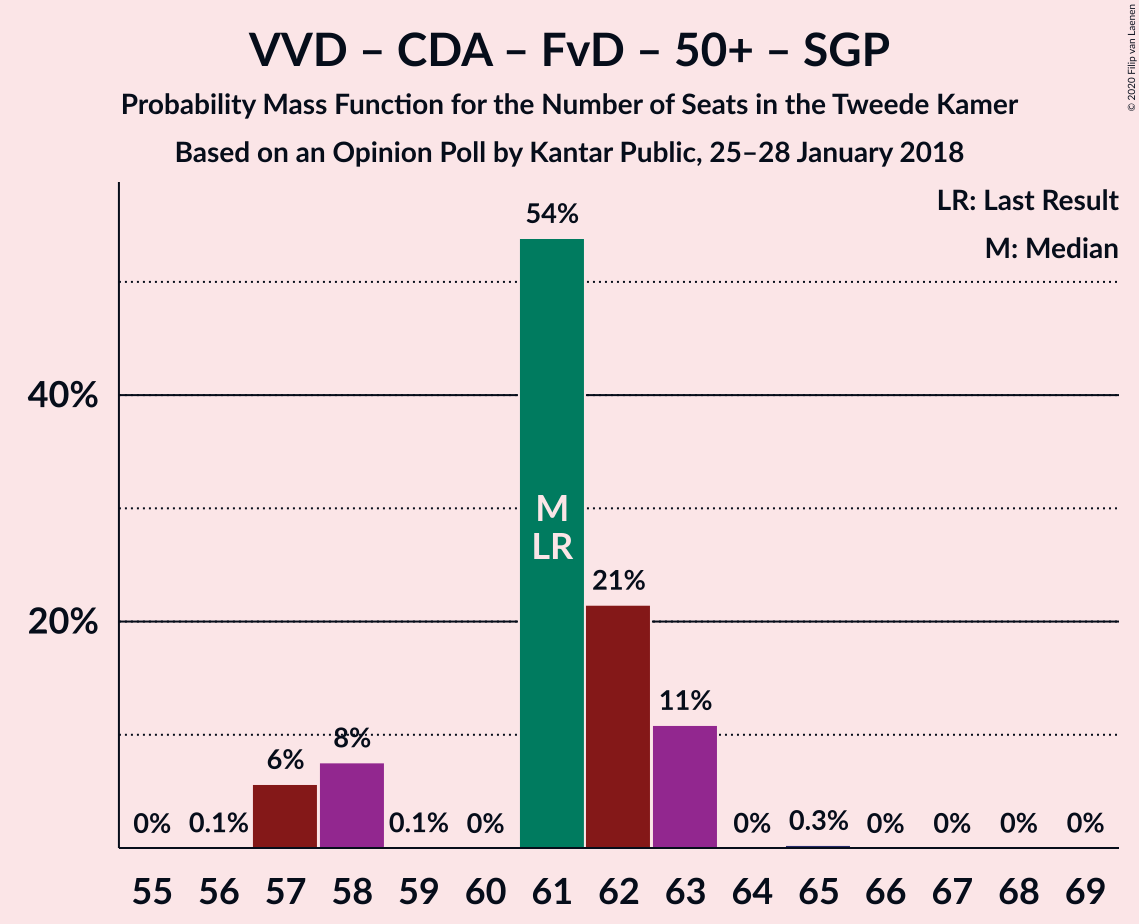 VVD – CDA – FvD – 50+ – SGP
Probability Mass Function for the Number of Seats in the Tweede Kamer
Based on an Opinion Poll by Kantar Public, 25–28 January 2018
© 2020 Filip van Laenen
LR: Last Result
M: Median
54%
40%
M
LR
21%
20%
11%
8%
6%
0% 0.1% 0.1% 0% 0% 0.3% 0% 0% 0% 0%
55 56 57 58 59 60 61 62 63 64 65 66 67 68 69